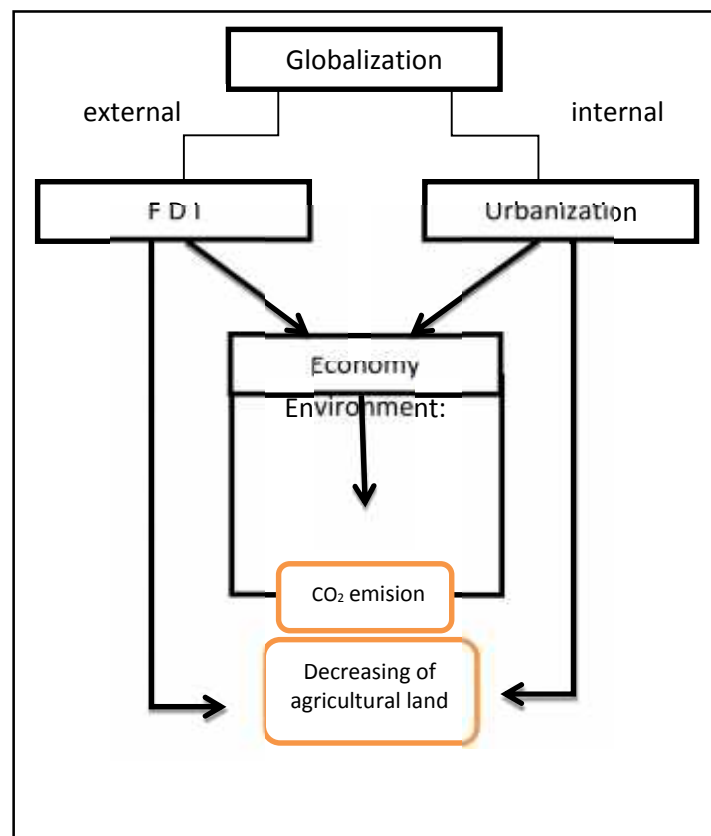 Globalization
external
internal
F D I
Urbanization
Economy
Environment:
CO₂ emision
Decreasing of
agricultural land